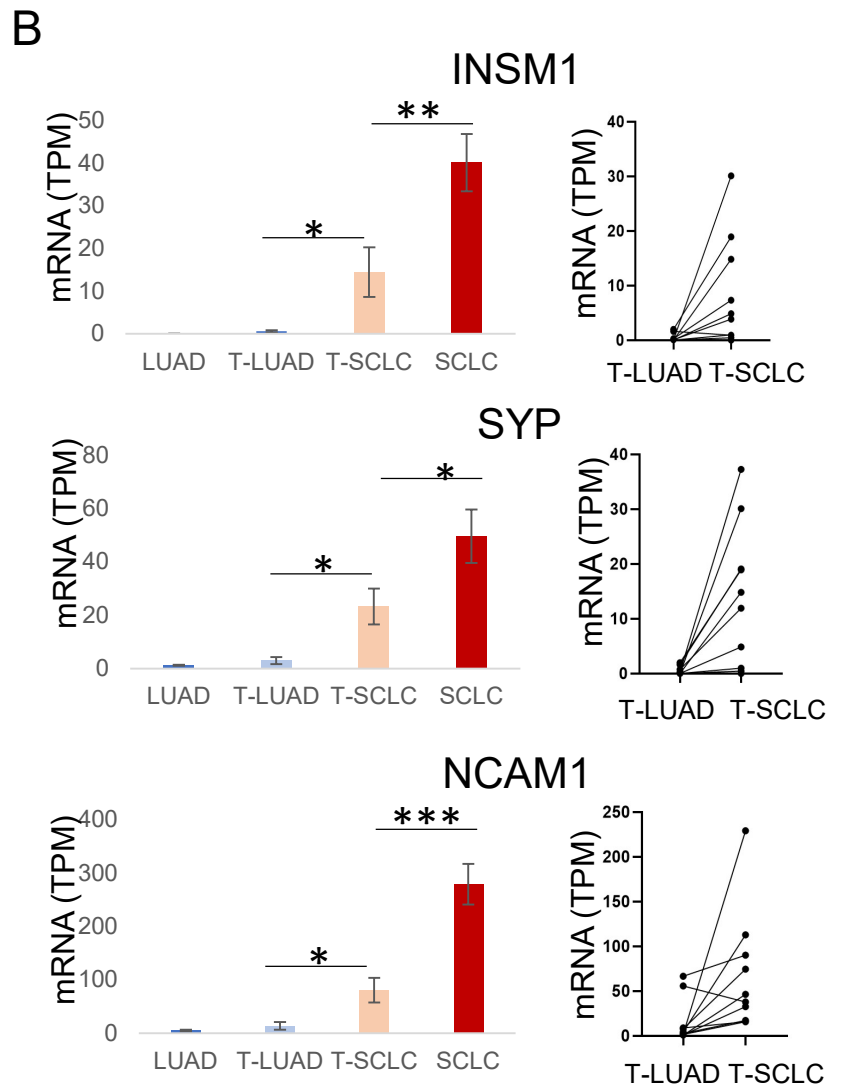 B
INSM1
mRNA (TPM)
50
40
30
20
10
0
*
**
LUAD T-LUAD T-SCLC SCLC
mRNA (TPM)
40
30
20
10
0
T-LUAD T-SCLC
SYP
mRNA (TPM)
80
60
40
20
0
*
*
LUAD T-LUAD T-SCLC SCLC
mRNA (TPM)
40
30
20
10
0
T-LUAD T-SCLC
NCAM1
mRNA (TPM)
400
300
200
100
0
*
***
LUAD T-LUAD T-SCLC SCLC
mRNA (TPM)
250
200
150
100
50
0
T-LUAD T-SCLC